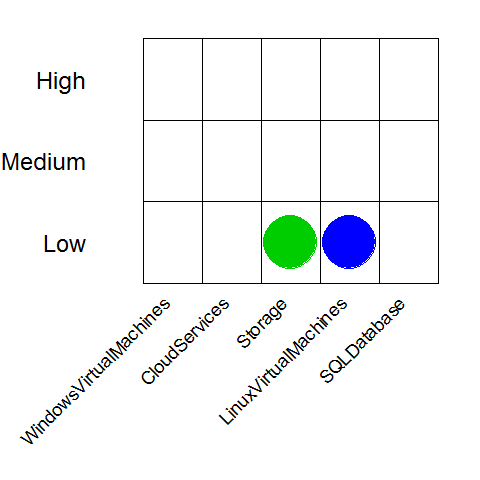 High
Medium
Low
WindowsVirtualMachines
CloudServices
Storage
LinuxVirtualMachines
SQLDatabase